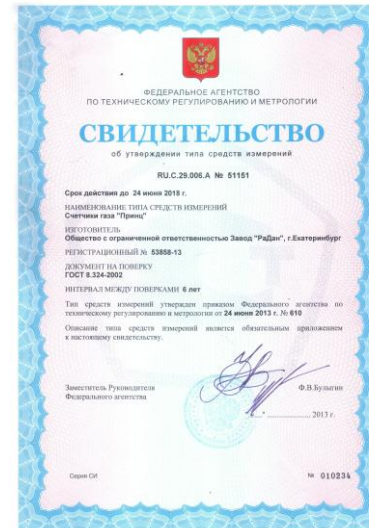 ФЕДЕРАЛЬНОЕ АГЕНТСТВО
ПО ТЕХНИЧЕСКОМУ РЕГУЛИРОВАНИЮ И МЕТРОЛОГИИ
СВИДЕТЕЛЬСТВО
об утверждении типа средств измерений
RU.C.29.006.A № 51151
Срок действия до 24 июня 2018 г.
НАИМЕНОВАНИЕ ТИПА СРЕДСТВ ИЗМЕРЕНИЙ
Счетчики газа "Принц"
ИЗГОТОВИТЕЛЬ
Общество с ограниченной ответственностью Завод "РаДан", г.Екатеринбург
РЕГИСТРАЦИОННЫЙ № 53858-13
ДОКУМЕНТ НА ПОВЕРКУ
ГОСТ 8.324-2002
ИНТЕРВАЛ МЕЖДУ ПОВЕРКАМИ 6 лет
Тип средств измерений утвержден приказом Федерального агентства по
техническому регулированию и метрологии от 24 июня 2013 г. № 610
Описание типа средств измерений является обязательным приложением
к настоящему свидетельству.
Заместитель Руководителя
Федерального агентства
Ф.В.Булыгин
2013 г.
Серия СИ
№ 010234